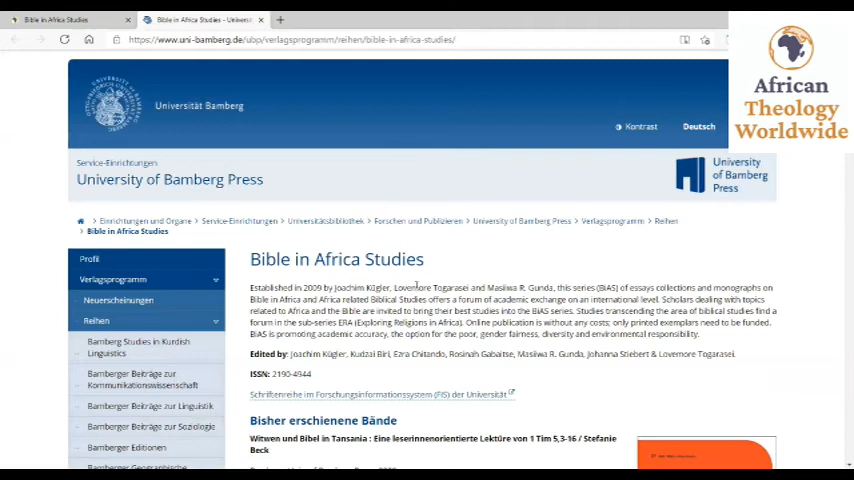 Bible in Africa Studies
Bible in Africa Studies - Universi
https://www.uni-bamberg.de/ubp/verlagsprogramm/reihen/bible-in-africa-studies/
African
Theology
Worldwide
Universität Bamberg
Kontrast
Deutsch
Service-Einrichtungen
University of Bamberg Press
University
of Bamberg
Press
Einrichtungen und Organe > Service-Einrichtungen > Universitätsbibliothek > Forschen und Publizieren > University of Bamberg Press > Verlagsprogramm > Reihen
> Bible in Africa Studies
Profil
Verlagsprogramm
Neuerscheinungen
Reihen
Bamberg Studies in Kurdish
Linguistics
Bamberger Beiträge zur
Kommunikationswissenschaft
Bamberger Beiträge zur Linguistik
Bamberger Beiträge zur Soziologie
Bamberger Editionen
Bamberger Geographische
Bible in Africa Studies
Established in 2009 by Joachim Kügler, Lovemore Togarasei and Masiiwa R. Gunda, this series (BiAS) of essays collections and monographs on
Bible in Africa and Africa related Biblical Studies offers a forum of academic exchange on an international level. Scholars dealing with topics
related to Africa and the Bible are invited to bring their best studies into the BiAS series. Studies transcending the area of biblical studies find a
forum in the sub-series ERA (Exploring Religions in Africa). Online publication is without any costs; only printed exemplars need to be funded.
BiAS is promoting academic accuracy, the option for the poor, gender fairness, diversity and environmental responsibility.
Edited by: Joachim Kügler, Kudzai Biri, Ezra Chitando, Rosinah Gabaitse, Masiiwa R. Gunda, Johanna Stiebert & Lovemore Togarasei.
ISSN: 2190-4944
Schriftenreihe im Forschungsinformationssystem (FIS) der Universität
Bisher erschienene Bände
Witwen und Bibel in Tansania : Eine leserinnenorientierte Lektüre von 1 Tim 5,3-16 / Stefanie
Beck